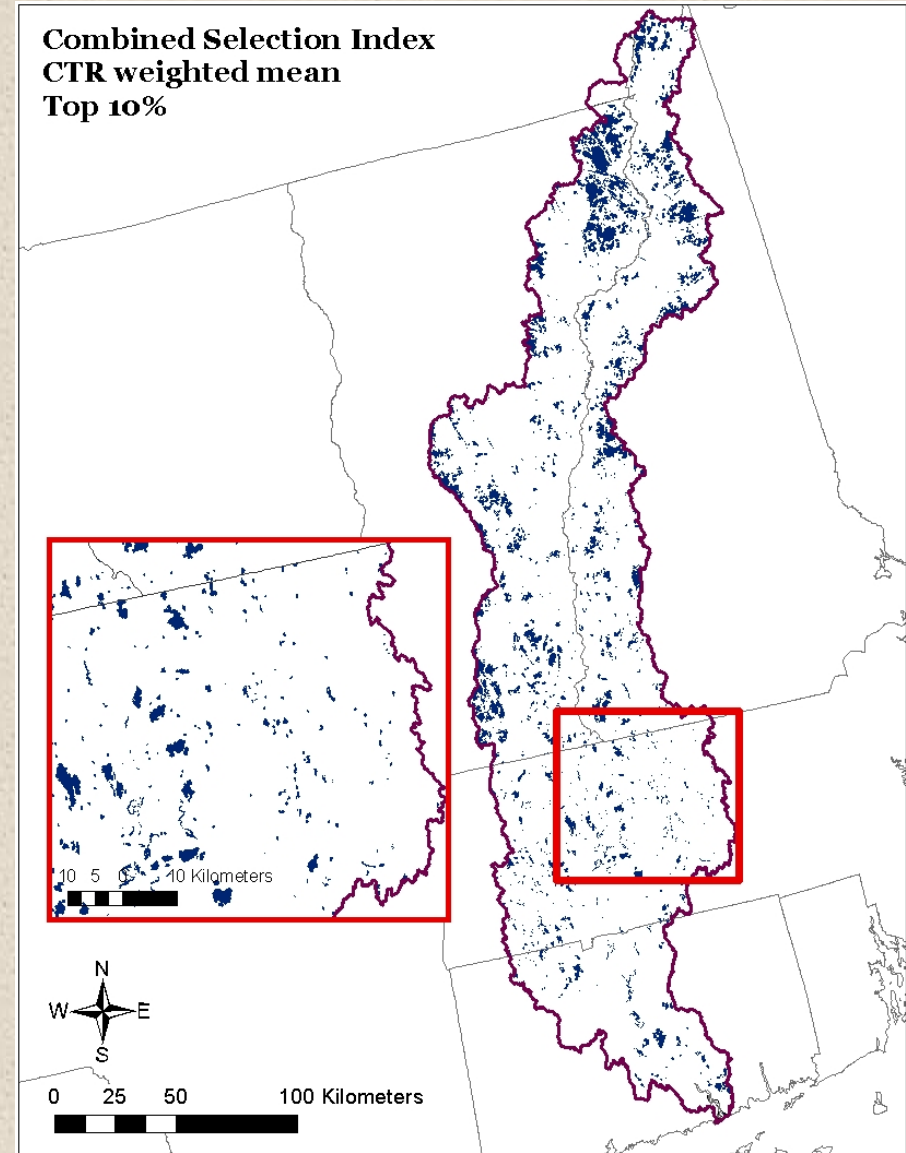 Combined Selection Index
CTR weighted mean
Top 10%
10 5 0 10 Kilometers
N
W E
S
0 25 50 100 Kilometers